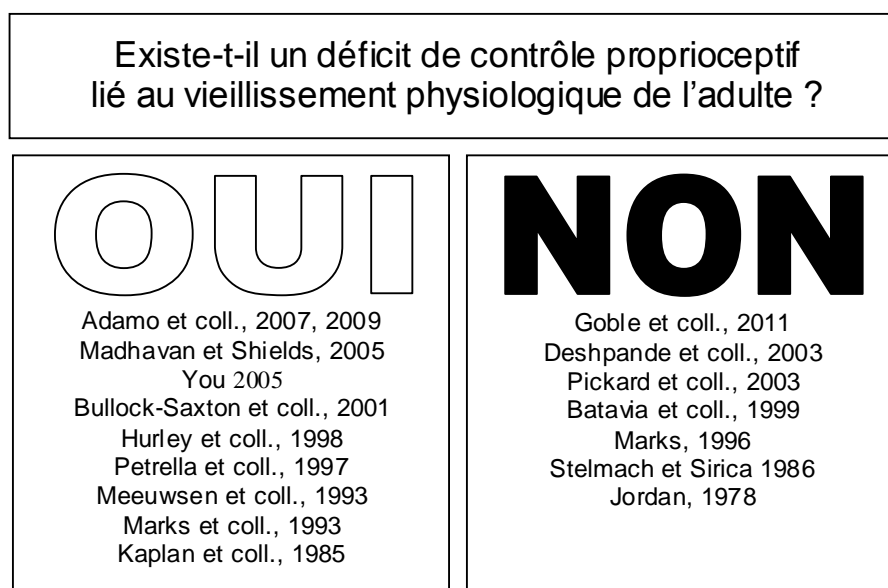 Existe-t-il un déficit de contrôle proprioceptif
lié au vieillissement physiologique de l'adulte ?
OUI
Adamo et coll., 2007, 2009
Madhavan et Shields, 2005
You 2005
Bullock-Saxton et coll., 2001
Hurley et coll., 1998
Petrella et coll., 1997
Meeuwsen et coll., 1993
Marks et coll., 1993
Kaplan et coll., 1985
NON
Goble et coll., 2011
Deshpande et coll., 2003
Pickard et coll., 2003
Batavia et coll., 1999
Marks, 1996
Stelmach et Sirica 1986
Jordan, 1978